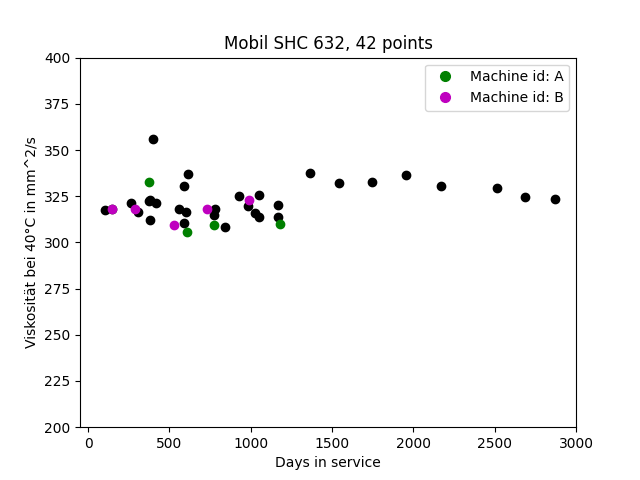 Mobil SHC 632, 42 points
Machine id: A
Machine id: B
Viskosität bei 40°C in mm^2/s
400
375
350
325
300
275
250
225
200
0 500 1000 1500 2000 2500 3000
Days in service